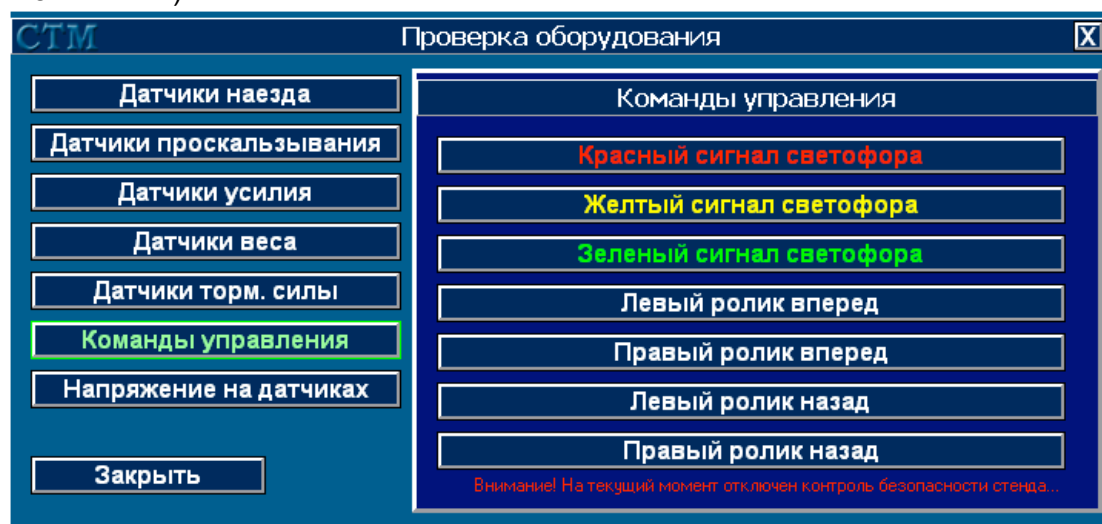 СТМ Проверка оборудования X
Датчики наезда
Датчики проскальзывания
Датчики усилия
Датчики веса
Датчики торм. силы
Команды управления
Напряжение на датчиках
Закрыть
Команды управления
Красный сигнал светофора
Желтый сигнал светофора
Зеленый сигнал светофора
Левый ролик вперед
Правый ролик вперед
Левый ролик назад
Правый ролик назад
Внимание! На текущий момент отключен контроль безопасности стенда...